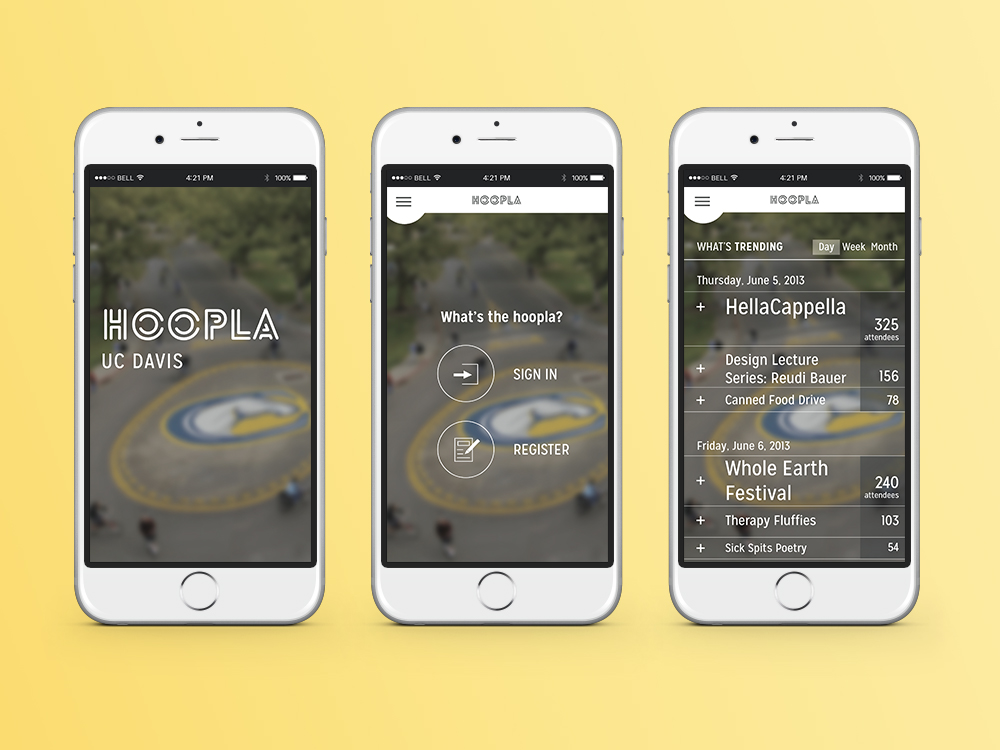 ●●●○○ BELL 4:21 PM 100%
HOOPLA
UC DAVIS
●●●○○ BELL 4:21 PM 100%
HOOPLA
What's the hoopla?
SIGN IN
REGISTER
●●●○○ BELL 4:21 PM 100%
HOOPLA
WHAT'S TRENDING Day Week Month
Thursday, June 5, 2013
+ HellaCappella
325
attendees
+ Design Lecture
Series: Reudi Bauer 156
+ Canned Food Drive 78
Friday, June 6, 2013
+ Whole Earth
Festival
240
attendees
+ Therapy Fluffies 103
+ Sick Spits Poetry 54